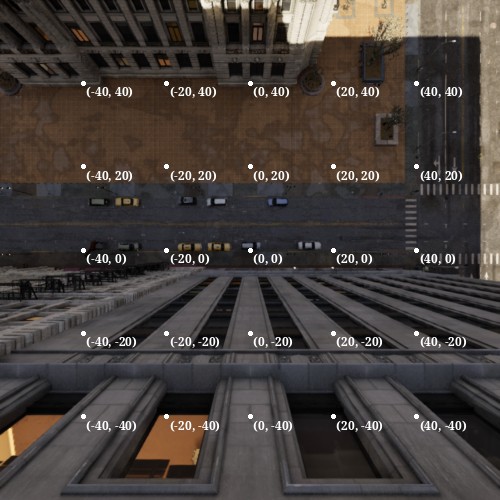 (-40, 40) (-20, 40) (0, 40) (20, 40) (40, 40)
(-40, 20) (-20, 20) (0, 20) (20, 20) (40, 20)
(-40, 0) (-20, 0) (0, 0) (20, 0) (40, 0)
(-40, -20) (-20, -20) (0, -20) (20, -20) (40, -20)
(-40, -40) (-20, -40) (0, -40) (20, -40) (40, -40)